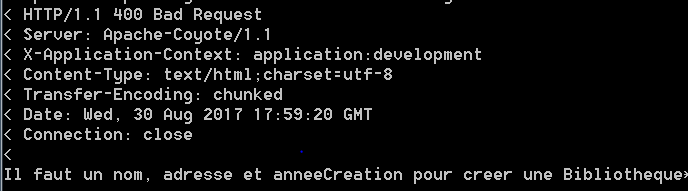 < HTTP/1.1 400 Bad Request
< Server: Apache-Coyote/1.1
< X-Application-Context: application:development
< Content-Type: text/html;charset=utf-8
< Transfer-Encoding: chunked
< Date: Wed, 30 Aug 2017 17:59:20 GMT
< Connection: close
<
Il faut un nom, adresse et anneeCreation pour creer une Bibliotheque